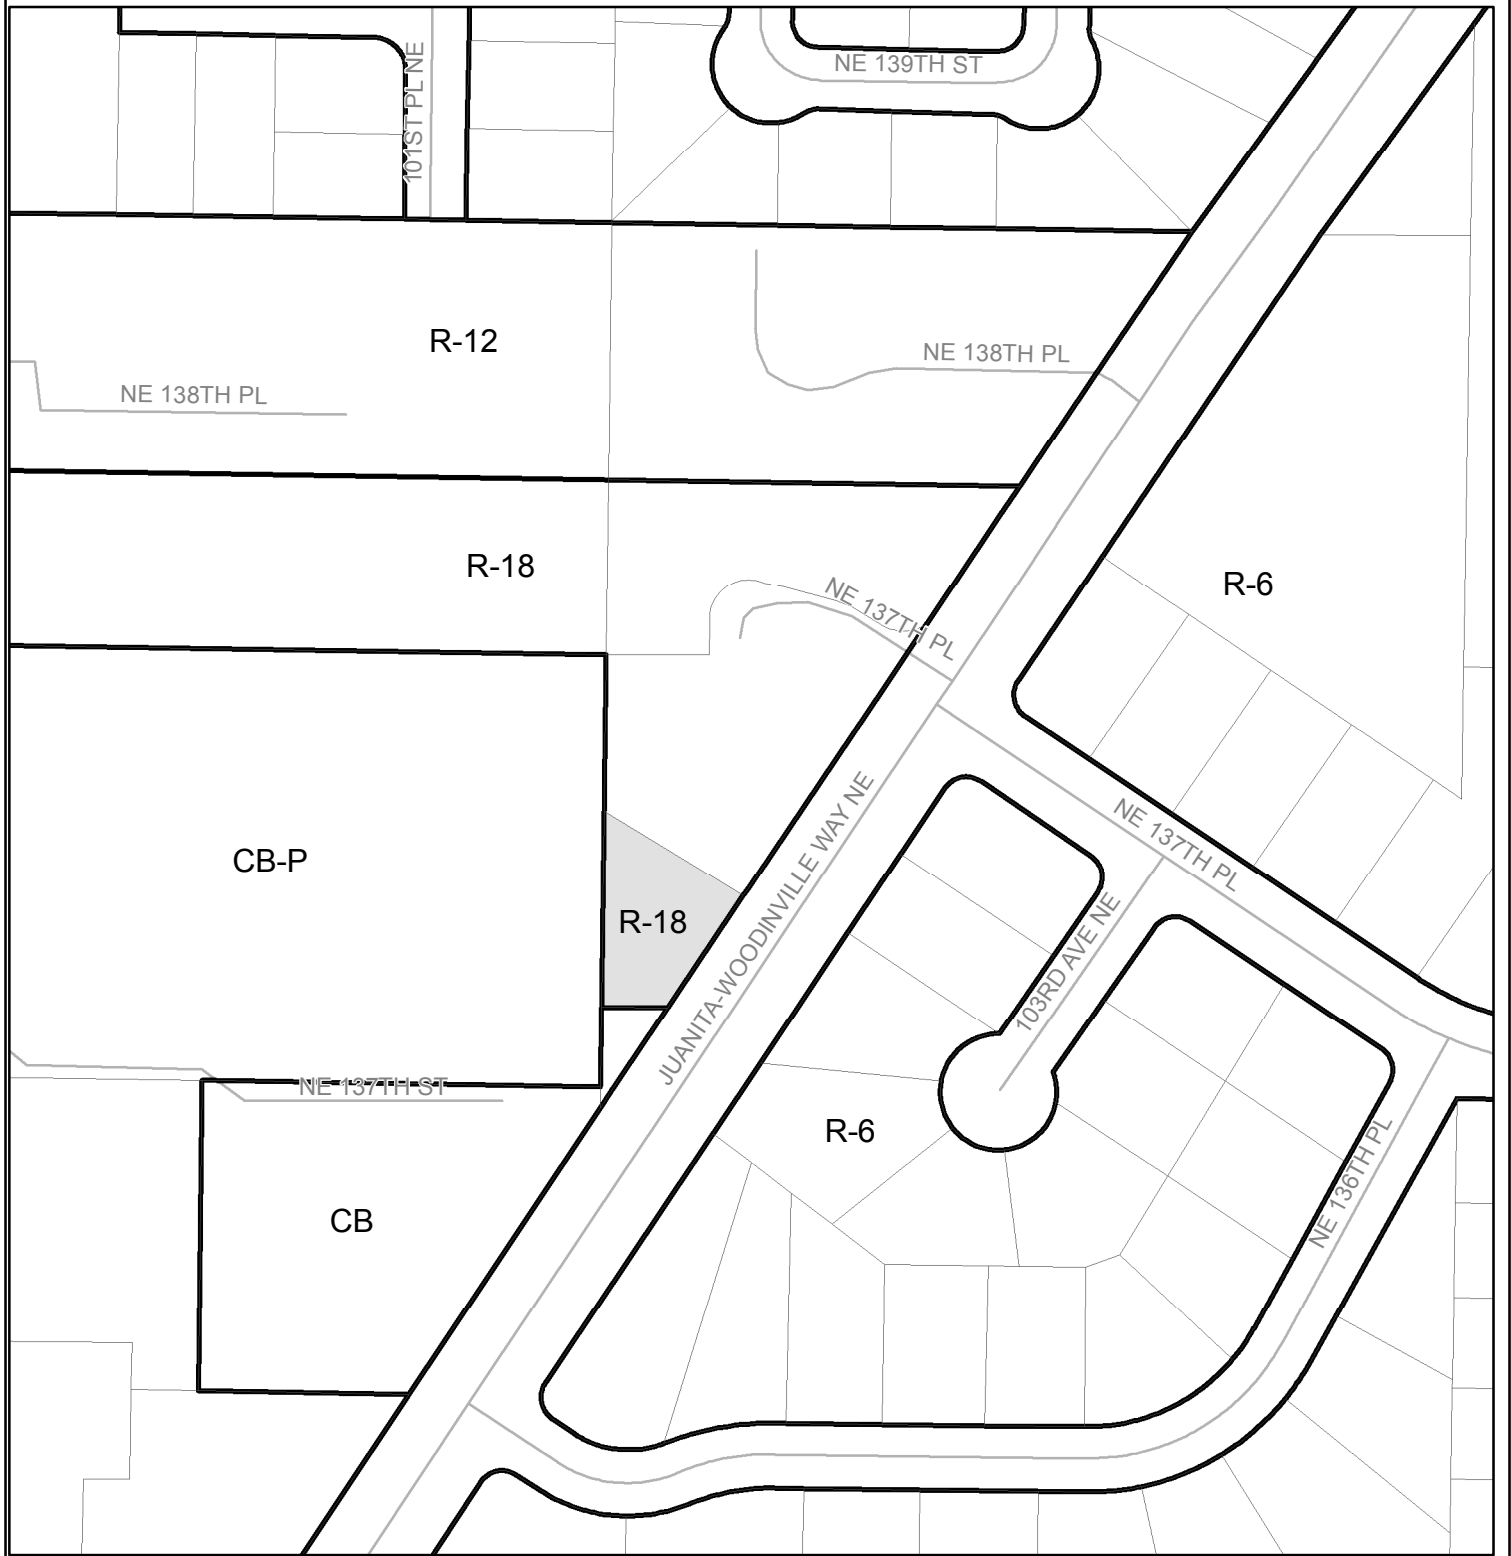 NE 139TH ST
101ST PL NE
R-12
NE 138TH PL
NE 138TH PL
R-18
R-6
NE 137TH PL
CB-P
NE 137TH PL
R-18
JUANITA-WOODINVILLE WAY NE
103RD AVE NE
NE 137TH ST
R-6
NE 136TH PL
CB